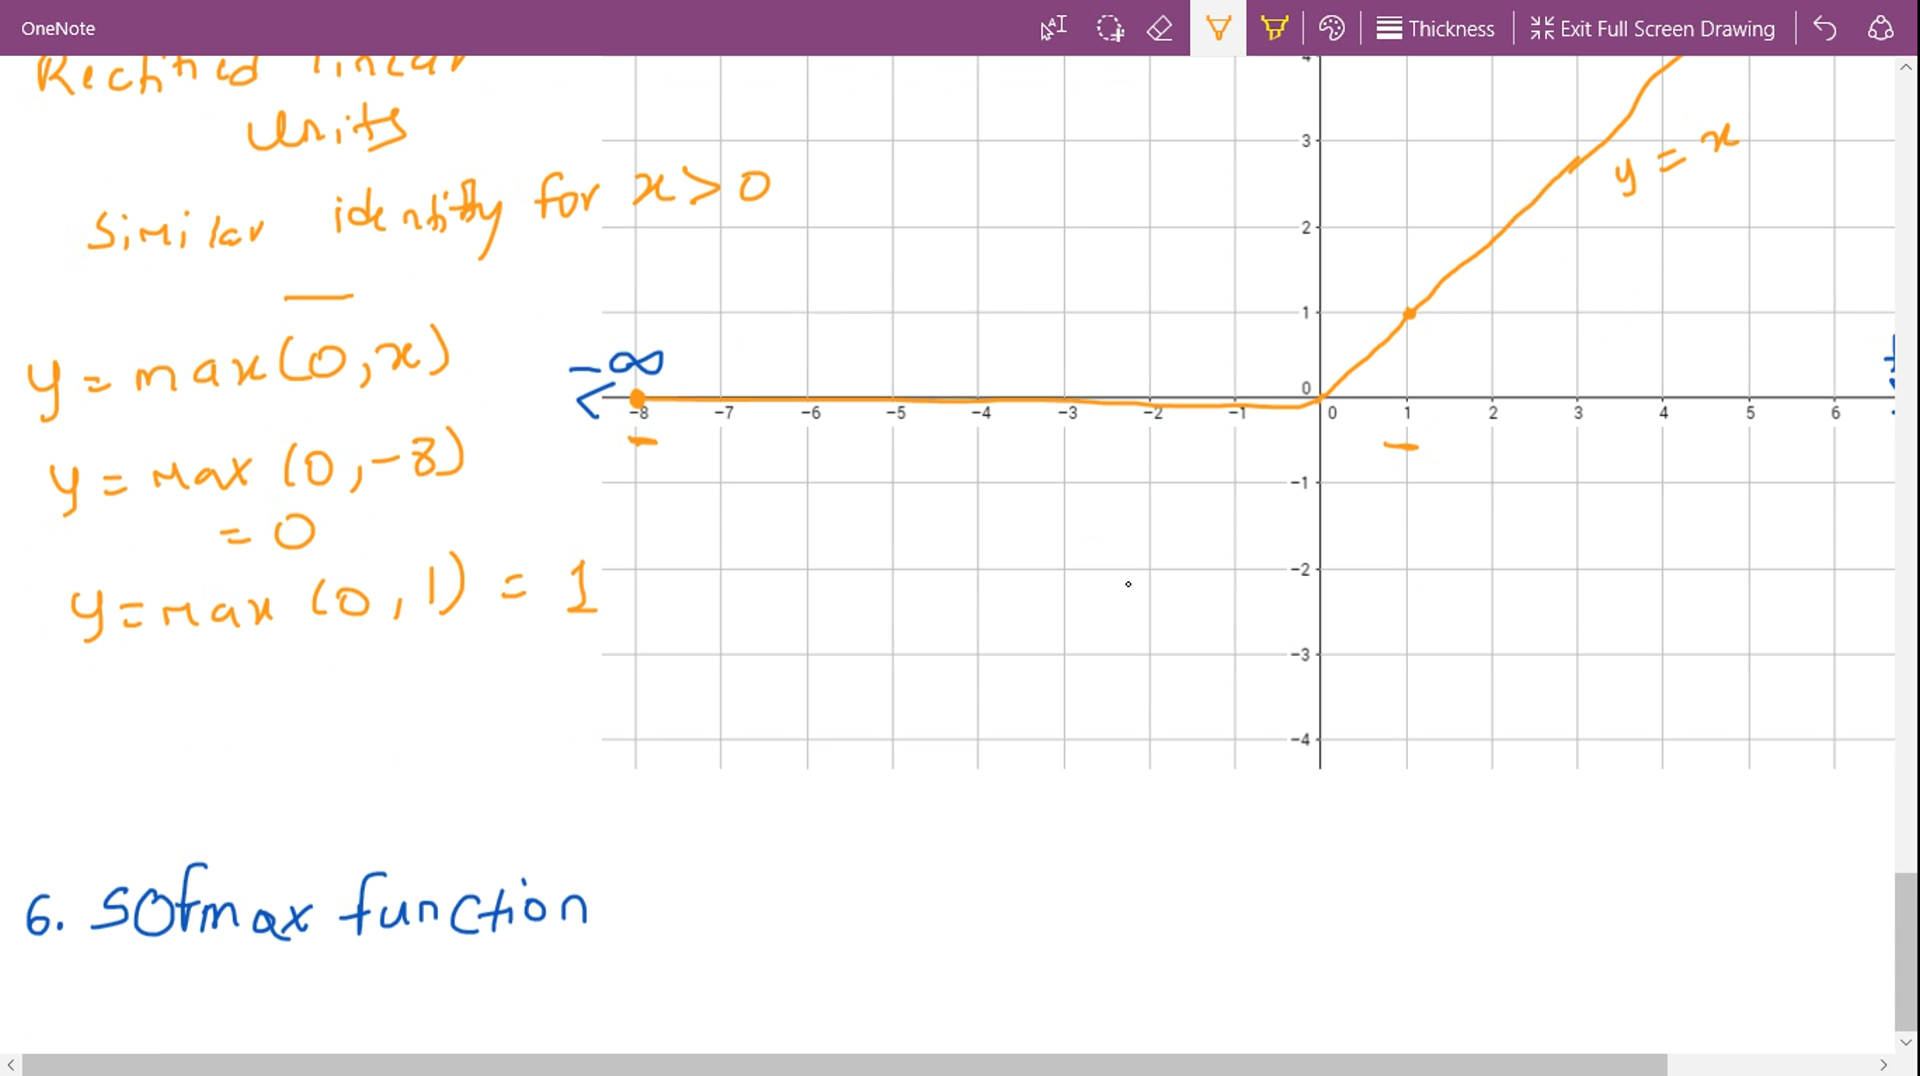 OneNote
Thickness
Exit Full Screen Drawing
Rectified linear
units
similar identity for x > 0
y = max(0,x)
y = max (0,-8)
= 0
y = max (0,1) = 1
-∞
y = x
4
3
2
1
0
-8 -7 -6 -5 -4 -3 -2 -1 0 1 2 3 4 5 6
-1
-2
-3
-4
6. SOfmax function